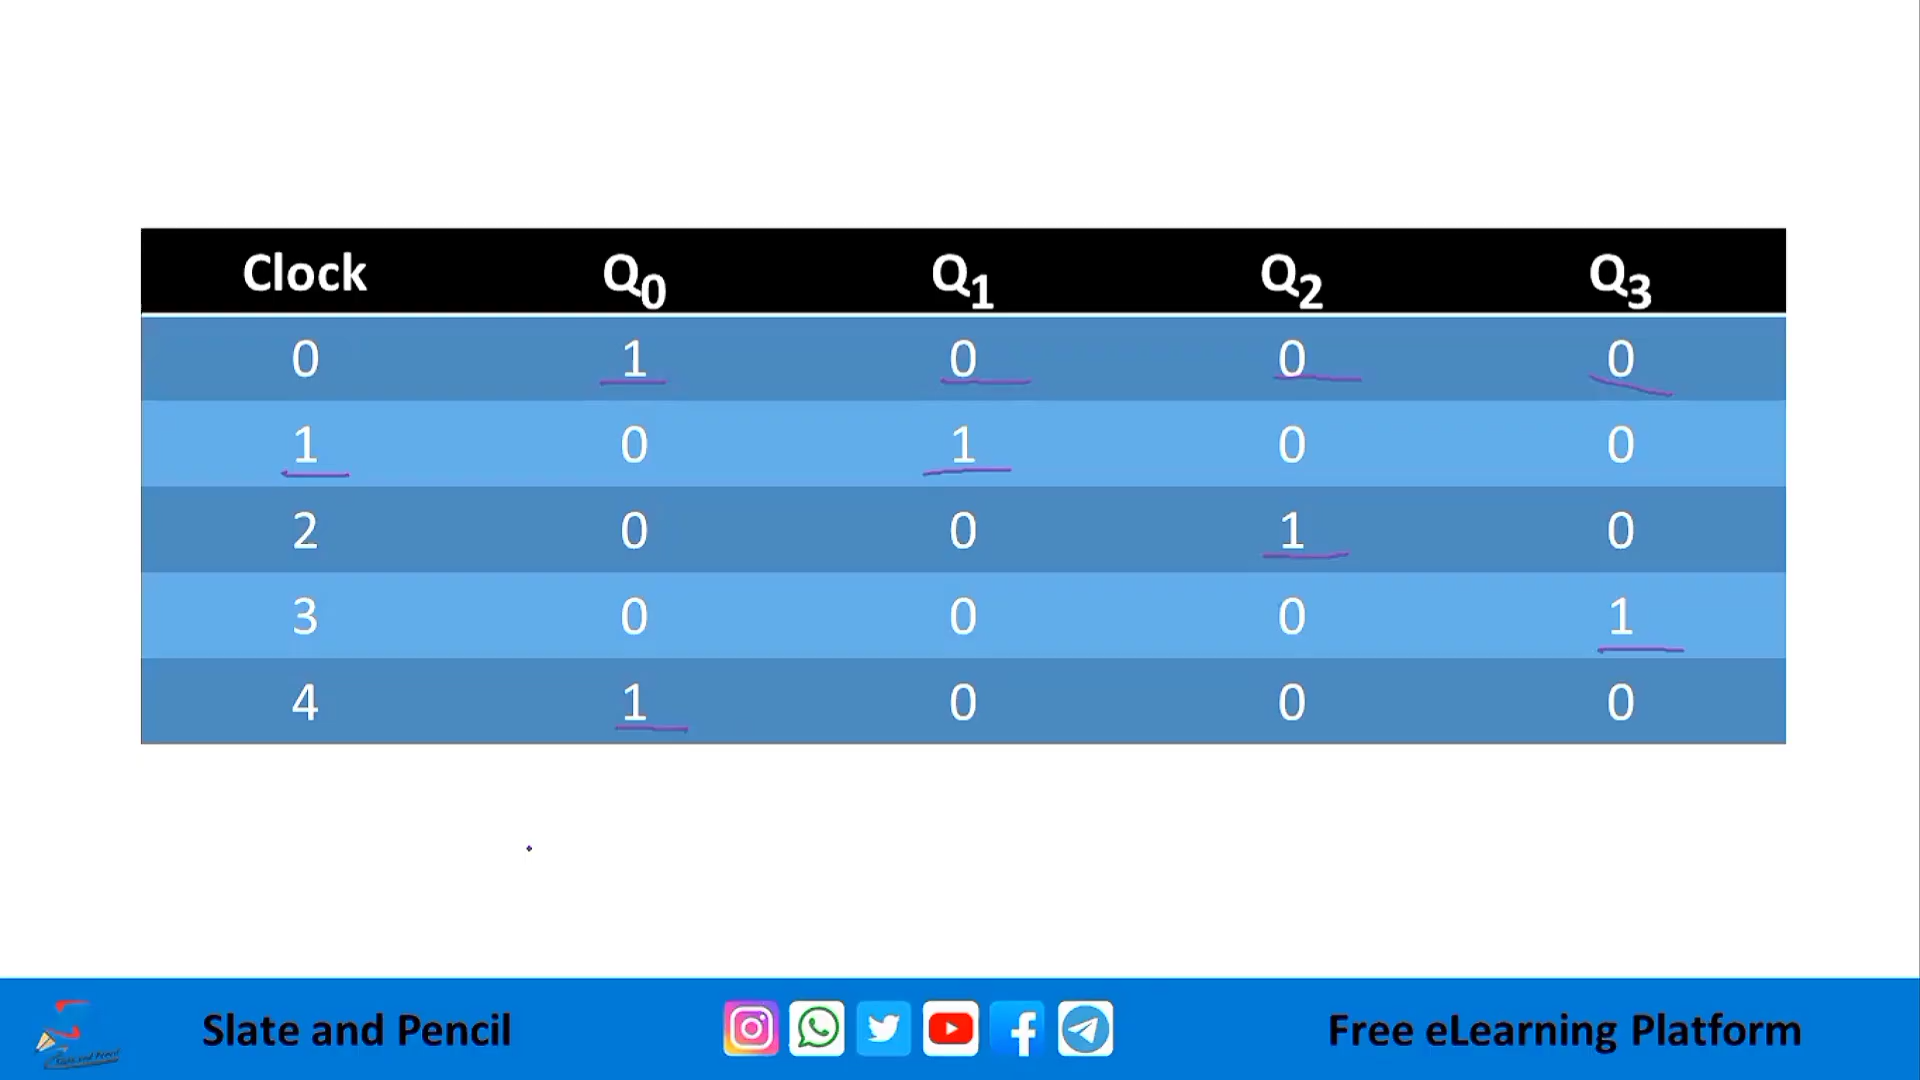 Clock Q0 Q1 Q2 Q3
0 1 0 0 0
1 0 1 0 0
2 0 0 1 0
3 0 0 0 1
4 1 0 0 0
Slate and Pencil Free eLearning Platform